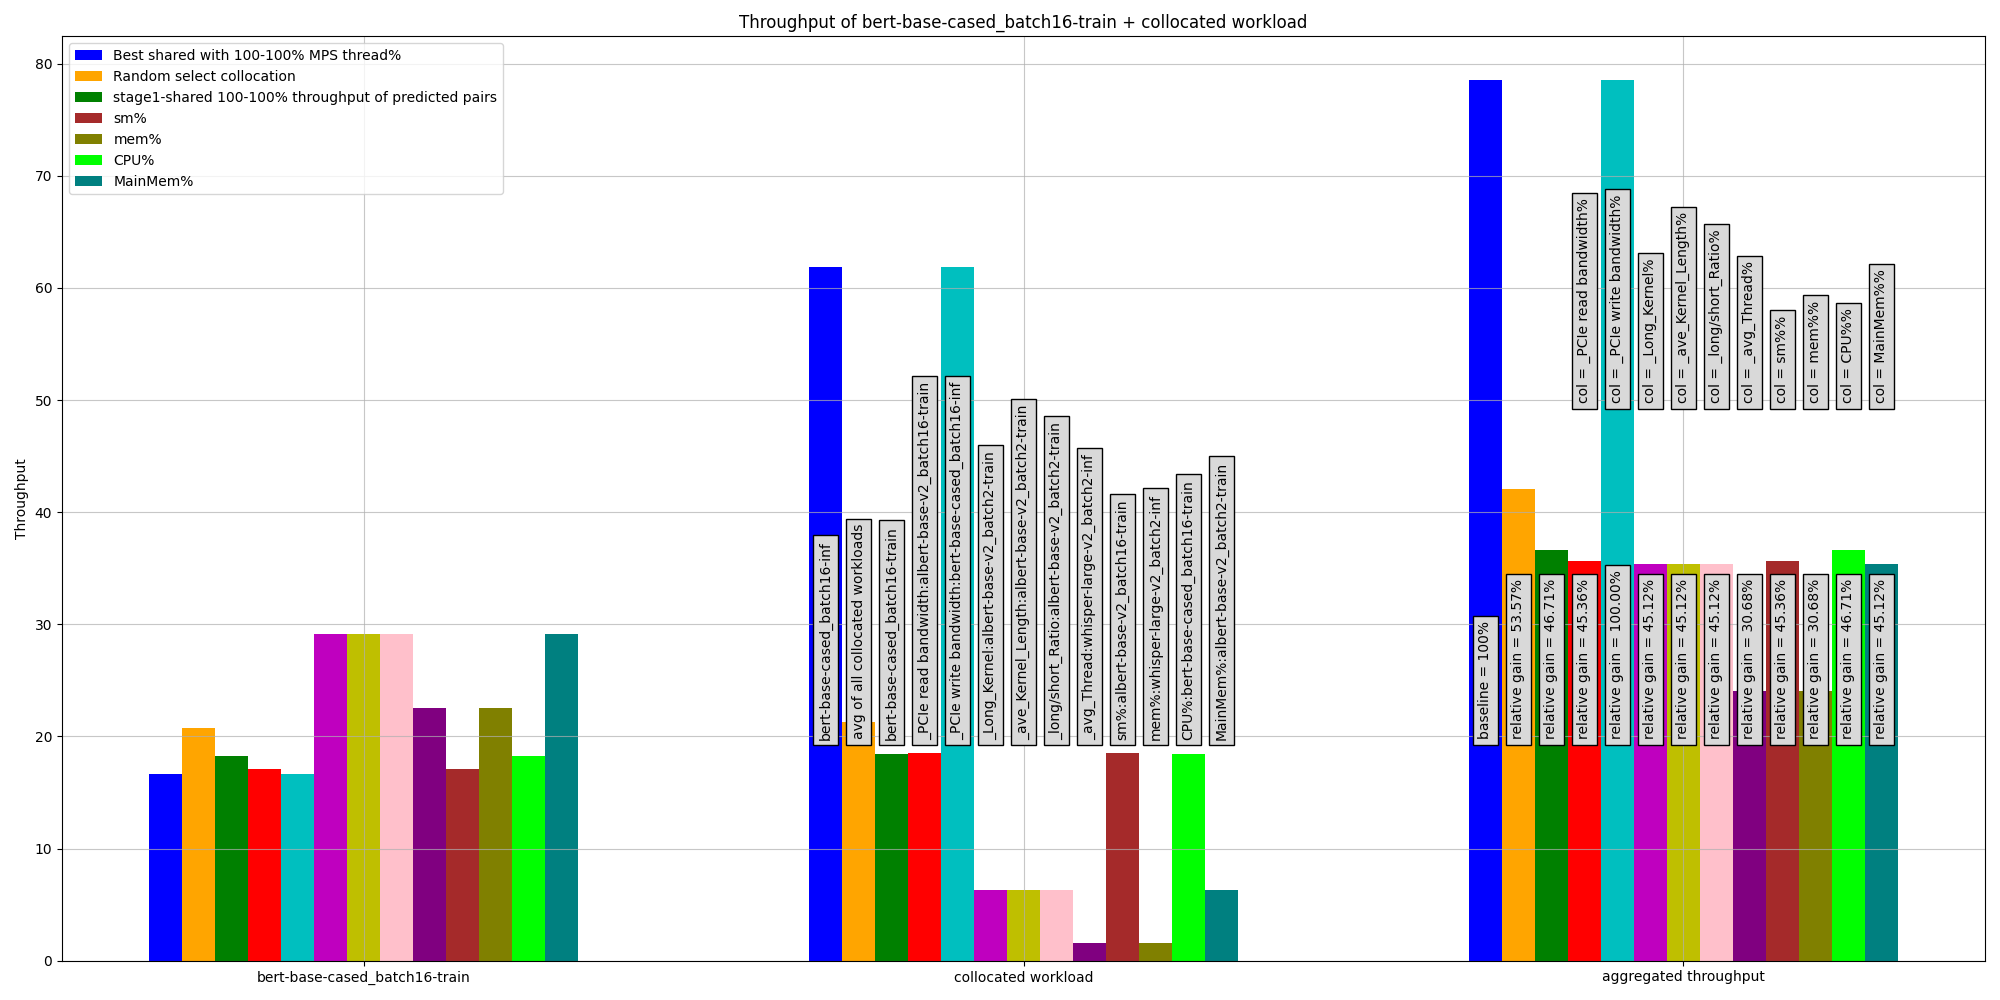 Throughput of bert-base-cased_batch16-train + collocated workload
Best shared with 100-100% MPS thread%
Random select collocation
stage1-shared 100-100% throughput of predicted pairs
sm%
mem%
CPU%
MainMem%
Throughput
80
70
60
50
40
30
20
10
0
bert-base-cased_batch16-inf
avg of all collocated workloads
bert-base-cased_batch16-train
_PCIe read bandwidth:albert-base-v2_batch16-train
_PCIe write bandwidth:bert-base-cased_batch16-inf
_Long_Kernel:albert-base-v2_batch2-train
_ave_Kernel_Length:albert-base-v2_batch2-train
_long/short_Ratio:albert-base-v2_batch2-train
_avg_Thread:whisper-large-v2_batch2-inf
sm%:albert-base-v2_batch16-train
mem%:whisper-large-v2_batch2-inf
CPU%:bert-base-cased_batch16-train
MainMem%:albert-base-v2_batch2-train
col = _PCIe read bandwidth%
col = _PCIe write bandwidth%
col = _Long_Kernel%
col = _ave_Kernel_Length%
col = _long/short_Ratio%
col = _avg_Thread%
col = sm%%
col = mem%%
col = CPU%%
col = MainMem%%
baseline = 100%
relative gain = 53.57%
relative gain = 46.71%
relative gain = 45.36%
relative gain = 100.00%
relative gain = 45.12%
relative gain = 45.12%
relative gain = 45.12%
relative gain = 30.68%
relative gain = 45.36%
relative gain = 30.68%
relative gain = 46.71%
relative gain = 45.12%
bert-base-cased_batch16-train
collocated workload
aggregated throughput